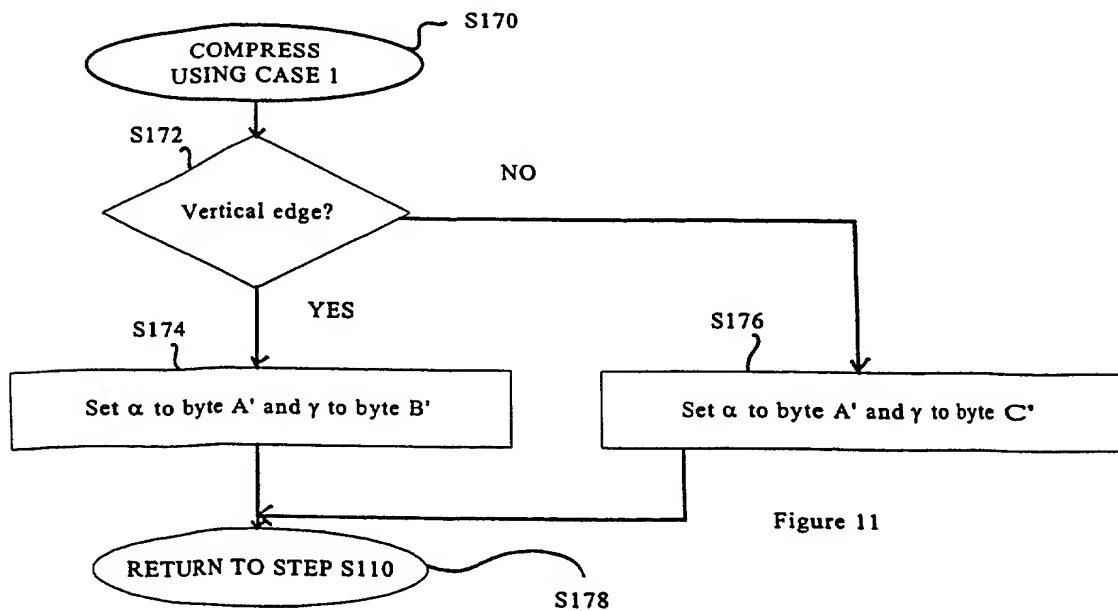 S170
COMPRESS
USING CASE 1
S172
NO
Vertical edge?
YES
S174
S176
Set α to byte A' and γ to byte B'
Set α to byte A' and γ to byte C'
Figure 11
RETURN TO STEP S110
S178